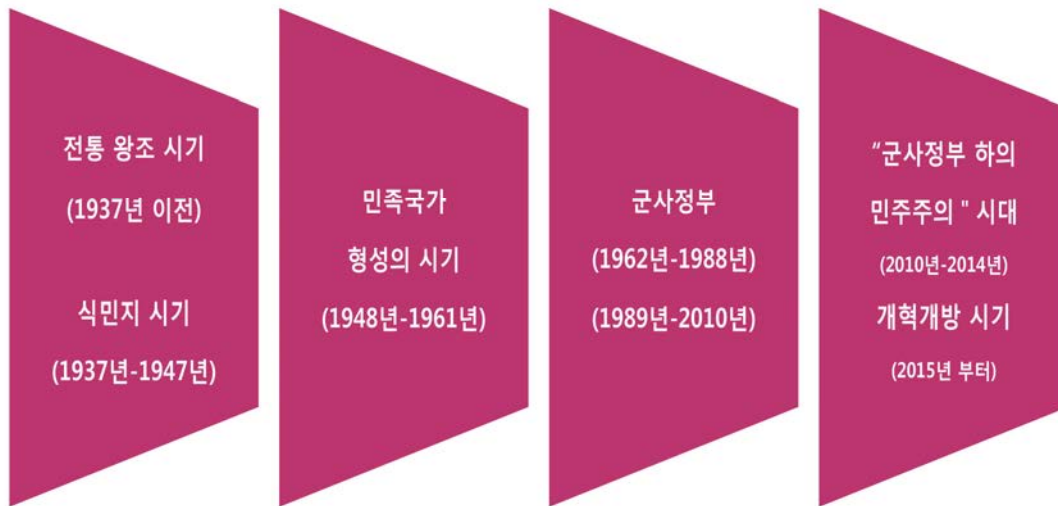 전통 왕조 시기
(1937년 이전)
식민지 시기
(1937년-1947년)
민족국가
형성의 시기
(1948년-1961년)
군사정부
(1962년-1988년)
(1989년-2010년)
“군사정부 하의
민주주의 " 시대
(2010년-2014년)
개혁개방 시기
(2015년 부터)